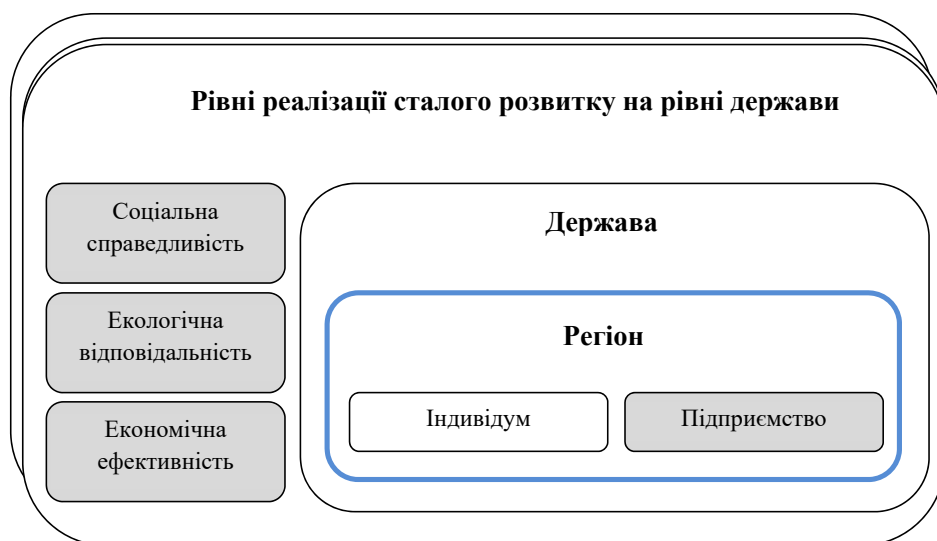 Рівні реалізації сталого розвитку на рівні держави
Соціальна
справедливість
Екологічна
відповідальність
Економічна
ефективність
Держава
Регіон
Індивідум
Підприємство